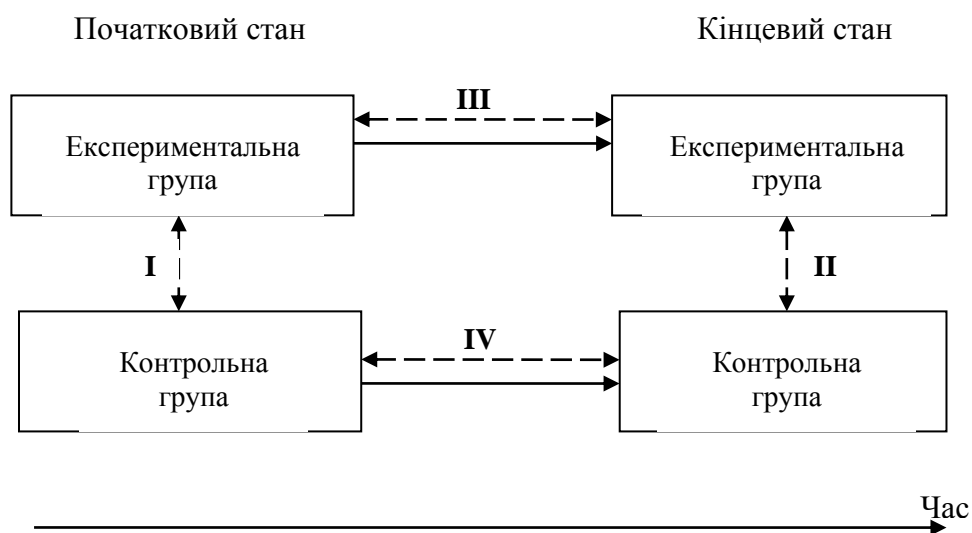 Початковий стан
Кінцевий стан
III
Експериментальна
група
Експериментальна
група
I
II
IV
Контрольна
група
Контрольна
група
Час